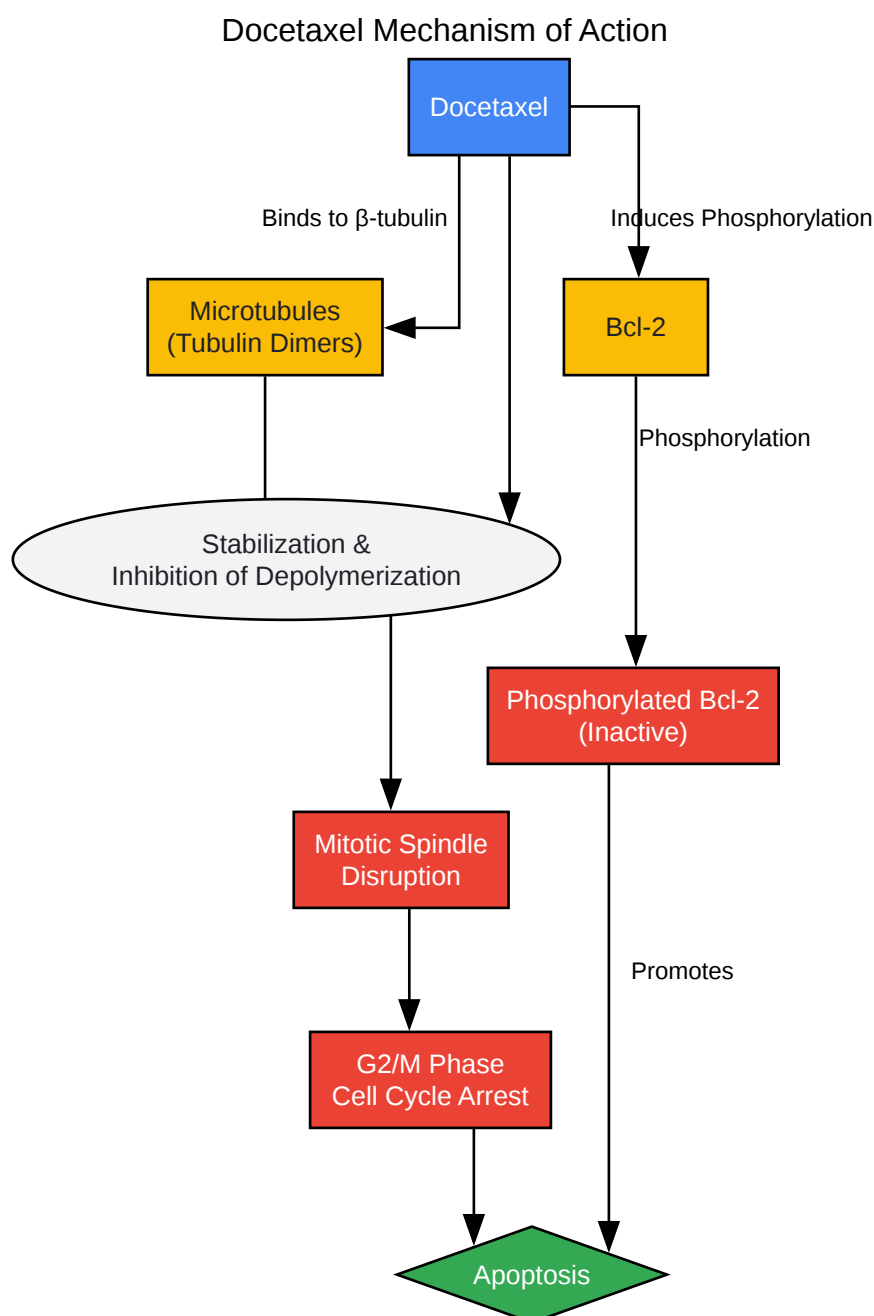 Docetaxel Mechanism of Action
Docetaxel
Binds to β-tubulin
Induces Phosphorylation
Microtubules
(Tubulin Dimers)
Bcl-2
Phosphorylation
Stabilization &
Inhibition of Depolymerization
Phosphorylated Bcl-2
(Inactive)
Mitotic Spindle
Disruption
Promotes
G2/M Phase
Cell Cycle Arrest
Apoptosis